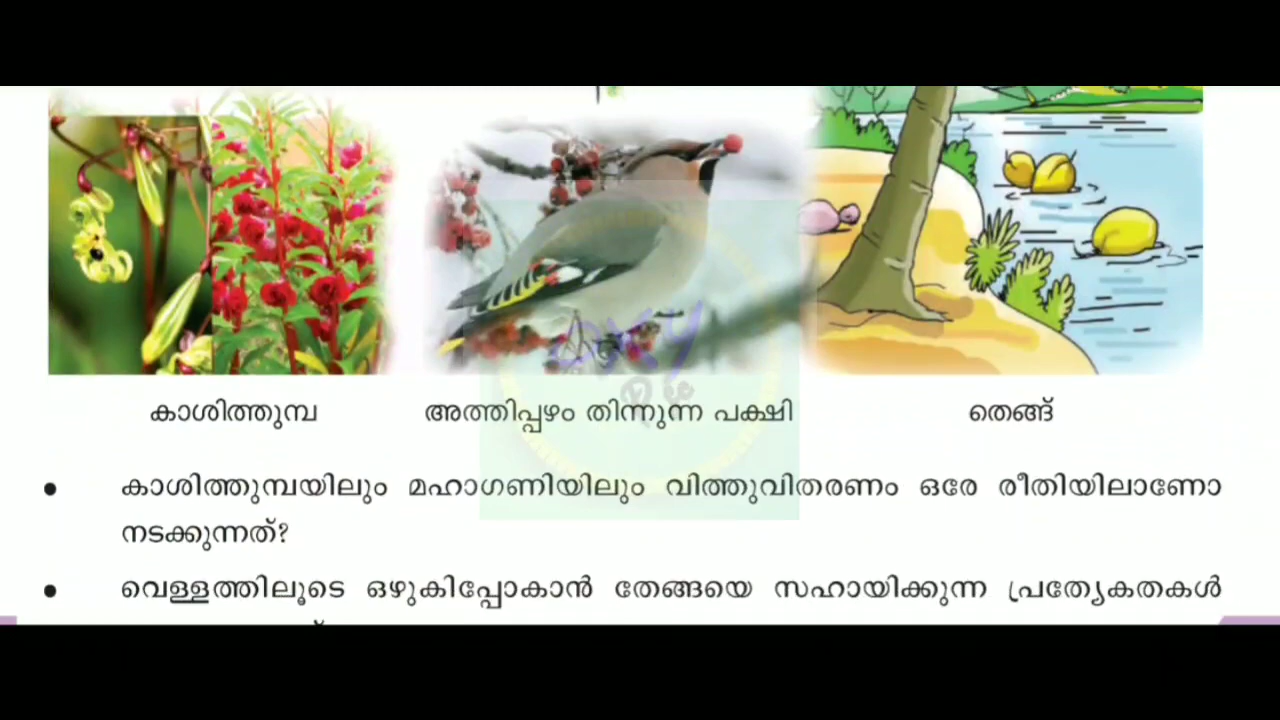 കാശിത്തുമ്പ
അത്തിപ്പഴം തിന്നുന്ന പക്ഷി
തെങ്ങ്
● കാശിത്തുമ്പയിലും മഹാഗണിയിലും വിത്തുവിതരണം ഒരേ രീതിയിലാണോ
നടക്കുന്നത്?
● വെള്ളത്തിലൂടെ ഒഴുകിപ്പോകാൻ തേങ്ങയെ സഹായിക്കുന്ന പ്രത്യേകതകൾ